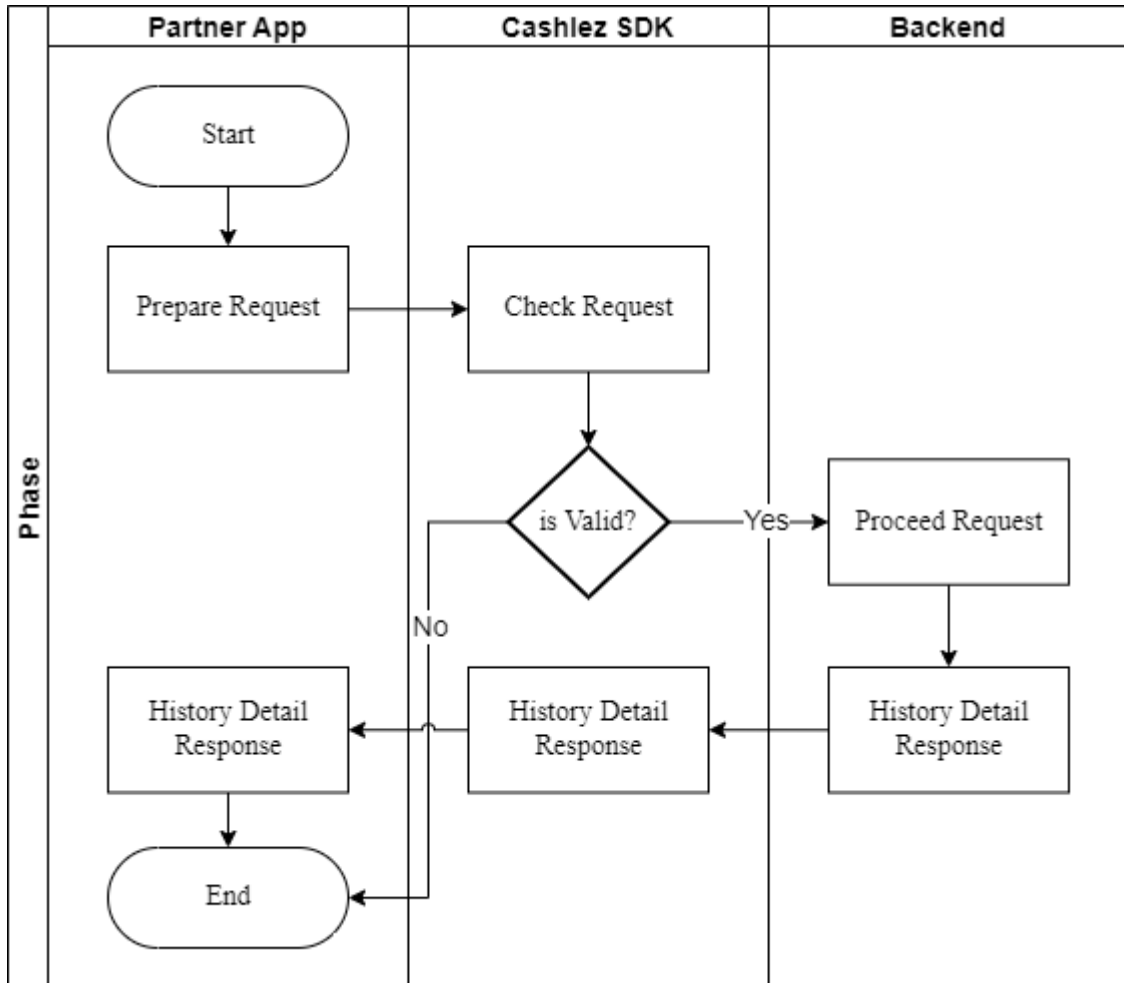 Partner App
Cashlez SDK
Backend
Phase
Start
Prepare Request
Check Request
is Valid?
Yes
Proceed Request
No
History Detail
Response
History Detail
Response
History Detail
Response
End